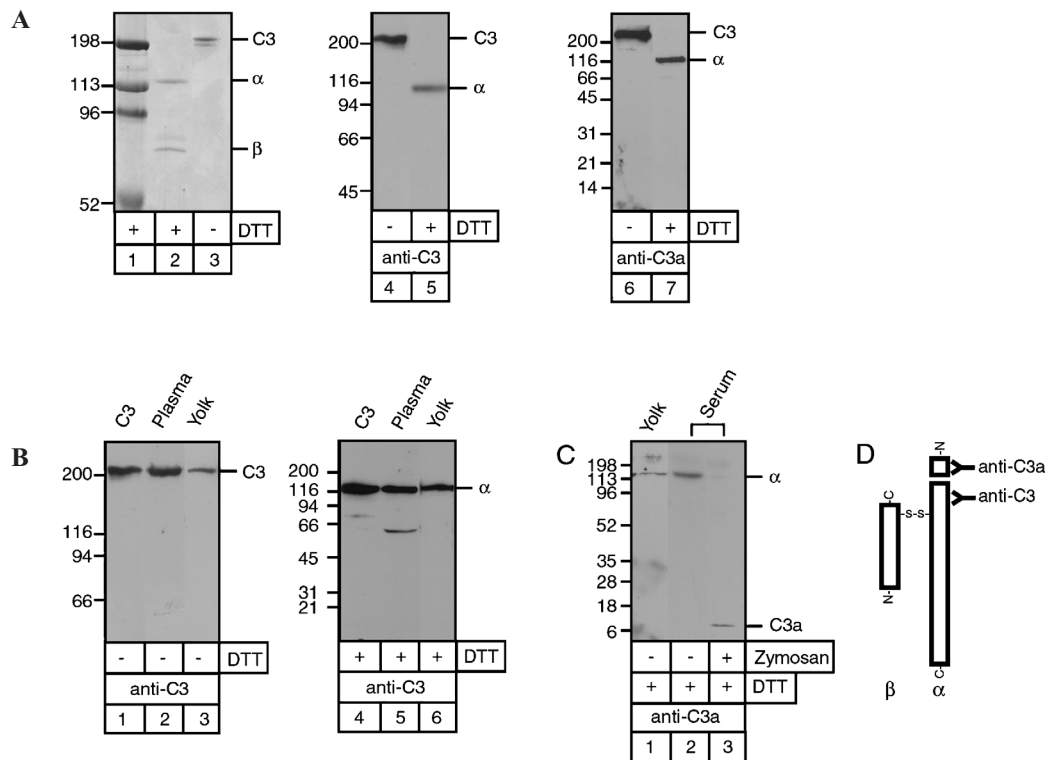 A
198
113
96
52
C3
α
β
+ + - DTT
1 2 3
200
116
94
66
45
C3
α
- + DTT
anti-C3
4 5
200
116
66
45
31
21
14
C3
α
- + DTT
anti-C3a
6 7
B
C3 Plasma Yolk
200
116
94
66
C3
- - - DTT
anti-C3
1 2 3
C3 Plasma Yolk
200
116
94
66
45
31
21
α
+ + + DTT
anti-C3
4 5 6
C
Yolk Serum
198
113
96
52
35
28
18
6
α
C3a
- - + Zymosan
+ + + DTT
anti-C3a
1 2 3
D
-N
anti-C3a
anti-C3
-C
-s-s-
N-
C-
β α